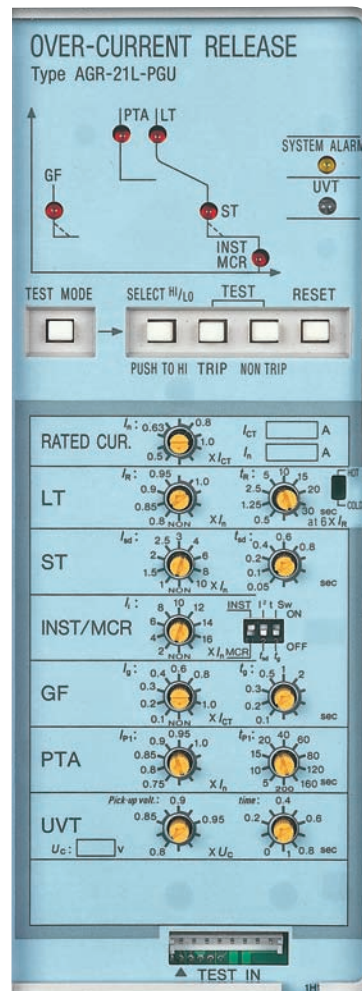 OVER-CURRENT RELEASE
Type AGR-21L-PGU
PTA LT
SYSTEM ALARM
GF
UVT
ST
INST
MCR
TEST MODE SELECT HI/LO TEST RESET
PUSH TO HI TRIP NON TRIP
RATED CUR. In: 0.5 0.63 0.8 1.0 X ICT
ICT A
In A
LT IR 0.8 0.85 0.9 0.95 1.0 NON X In
tR: 0.5 1.25 2.5 5 10 15 20 30 sec
at 6 X IR
HOT
COLD
ST Isd: 1 1.5 2 2.5 3 4 6 8 10 NON X In
tsd: 0.05 0.1 0.2 0.4 0.6 0.8 sec
INST/MCR Ii 2 4 6 8 10 12 14 16 NON X In
INST I²t Sw
ON
OFF
MCR Isd Ig
GF Ig: 0.1 0.2 0.3 0.4 0.6 0.8 1.0 NON X ICT
tg: 0.1 0.2 0.3 0.5 1 2 sec
PTA IP1: 0.75 0.8 0.85 0.9 0.95 1.0 X In
tP1: 5 10 15 20 40 60 80 120 160 sec 200
UVT Pick-up volt.: 0.8 0.85 0.9 0.95 X UC
UC: V
time: 0 0.2 0.4 0.6 0.8 sec 1
TEST IN